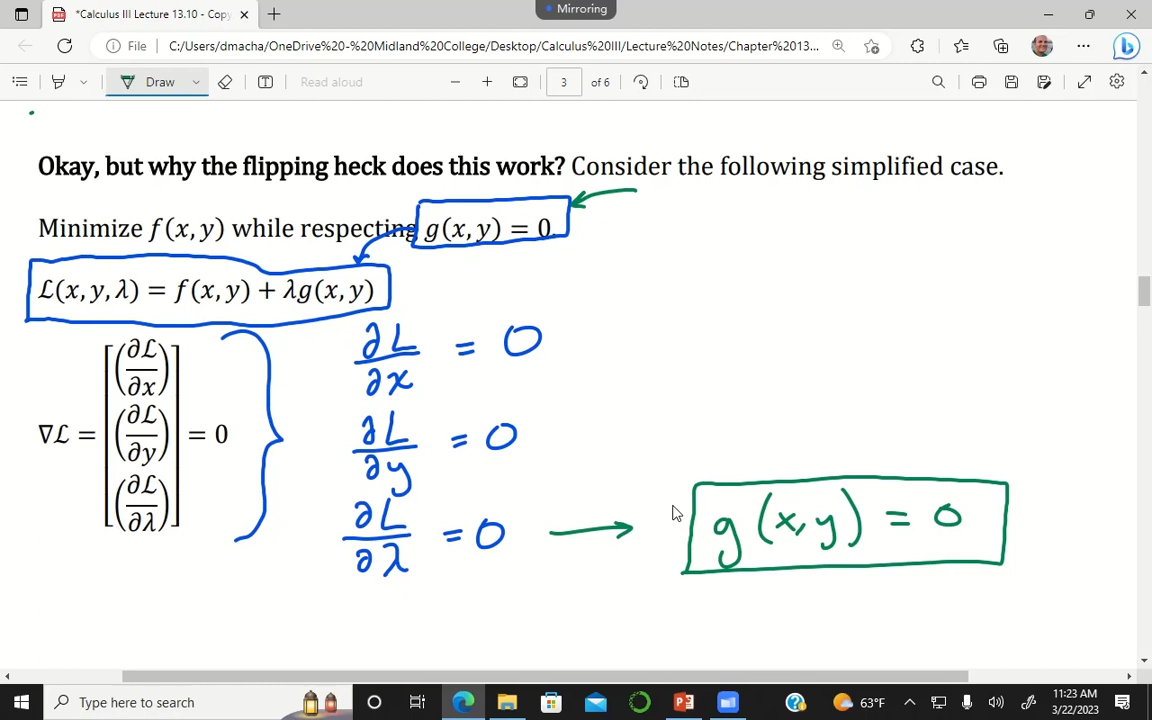 Mirroring
*Calculus III Lecture 13.10 - Copy
File
C:/Users/dmacha/OneDrive%20-%20Midland%20College/Desktop/Calculus%20III/Lecture%20Notes/Chapter%2013...
Draw
Read aloud
3 of 6
Okay, but why the flipping heck does this work? Consider the following simplified case.
Minimize f(x, y) while respecting g(x, y) = 0.
ℒ(x, y, λ) = f(x, y) + λg(x, y)
∇ℒ = [(∂ℒ/∂x) (∂ℒ/∂y) (∂ℒ/∂λ)] = 0
∂L/∂x = 0
∂L/∂y = 0
∂L/∂λ = 0 → g(x, y) = 0
Type here to search
63°F
11:23 AM
3/22/2023